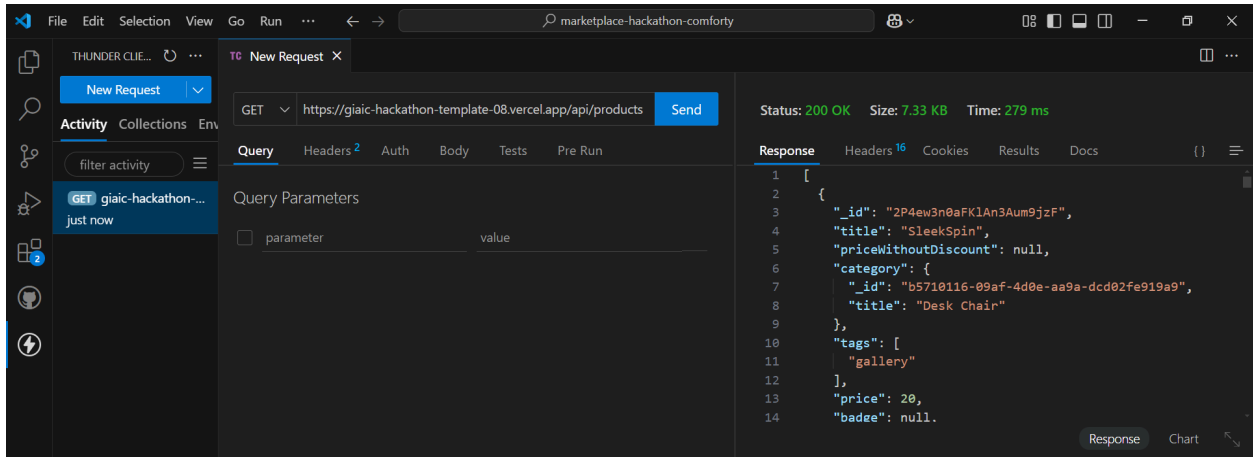 File Edit Selection View Go Run ··· marketplace-hackathon-comforty
THUNDER CLIE... ···
New Request
Activity Collections Env
filter activity
GET giaic-hackathon-...
just now
2
TC New Request
GET https://giaic-hackathon-template-08.vercel.app/api/products Send
Query Headers 2 Auth Body Tests Pre Run
Query Parameters
parameter value
Status: 200 OK Size: 7.33 KB Time: 279 ms
Response Headers 16 Cookies Results Docs { }
1 [
2 {
3 "_id": "2P4ew3n0aFKlAn3Aum9jzF",
4 "title": "SleekSpin",
5 "priceWithoutDiscount": null,
6 "category": {
7 "_id": "b5710116-09af-4d0e-aa9a-dcd02fe919a9",
8 "title": "Desk Chair"
9 },
10 "tags": [
11 "gallery"
12 ],
13 "price": 20,
14 "badge": null,
Response Chart